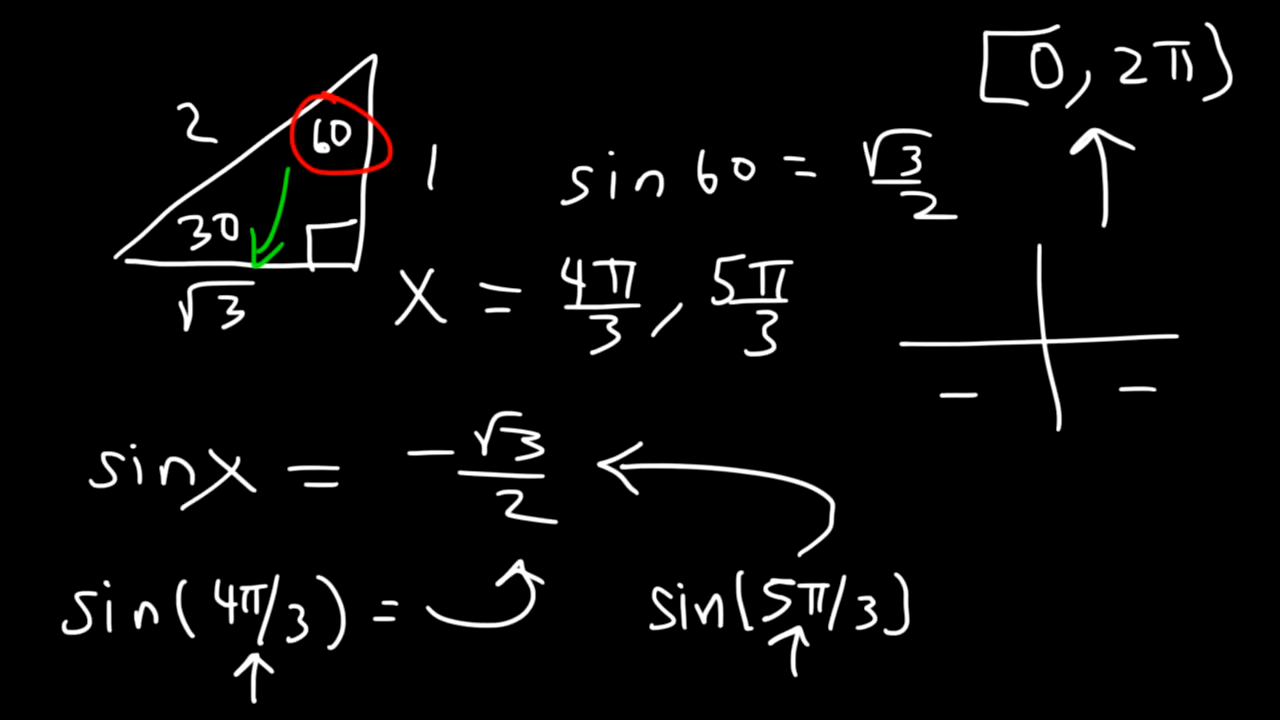 [0, 2π)
2
60
1
30
√3
sin 60 = √3/2
x = 4π/3, 5π/3
sin x = -√3/2
− −
sin(4π/3) =
sin(5π/3)